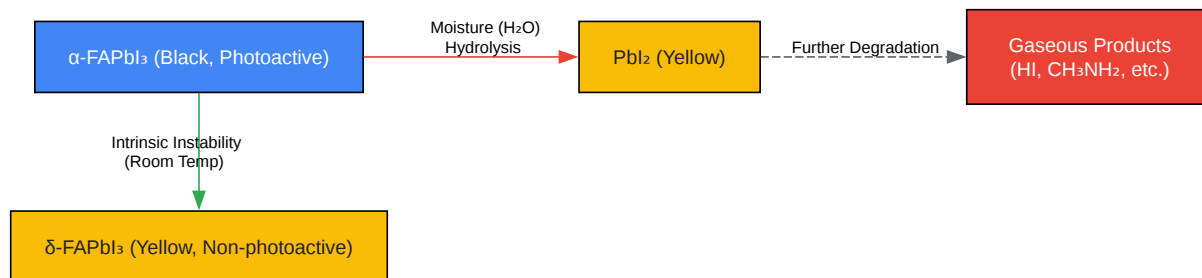 α-FAPbI₃ (Black, Photoactive)
Moisture (H₂O)
Hydrolysis
PbI₂ (Yellow)
Further Degradation
Gaseous Products
(HI, CH₃NH₂, etc.)
Intrinsic Instability
(Room Temp)
δ-FAPbI₃ (Yellow, Non-photoactive)